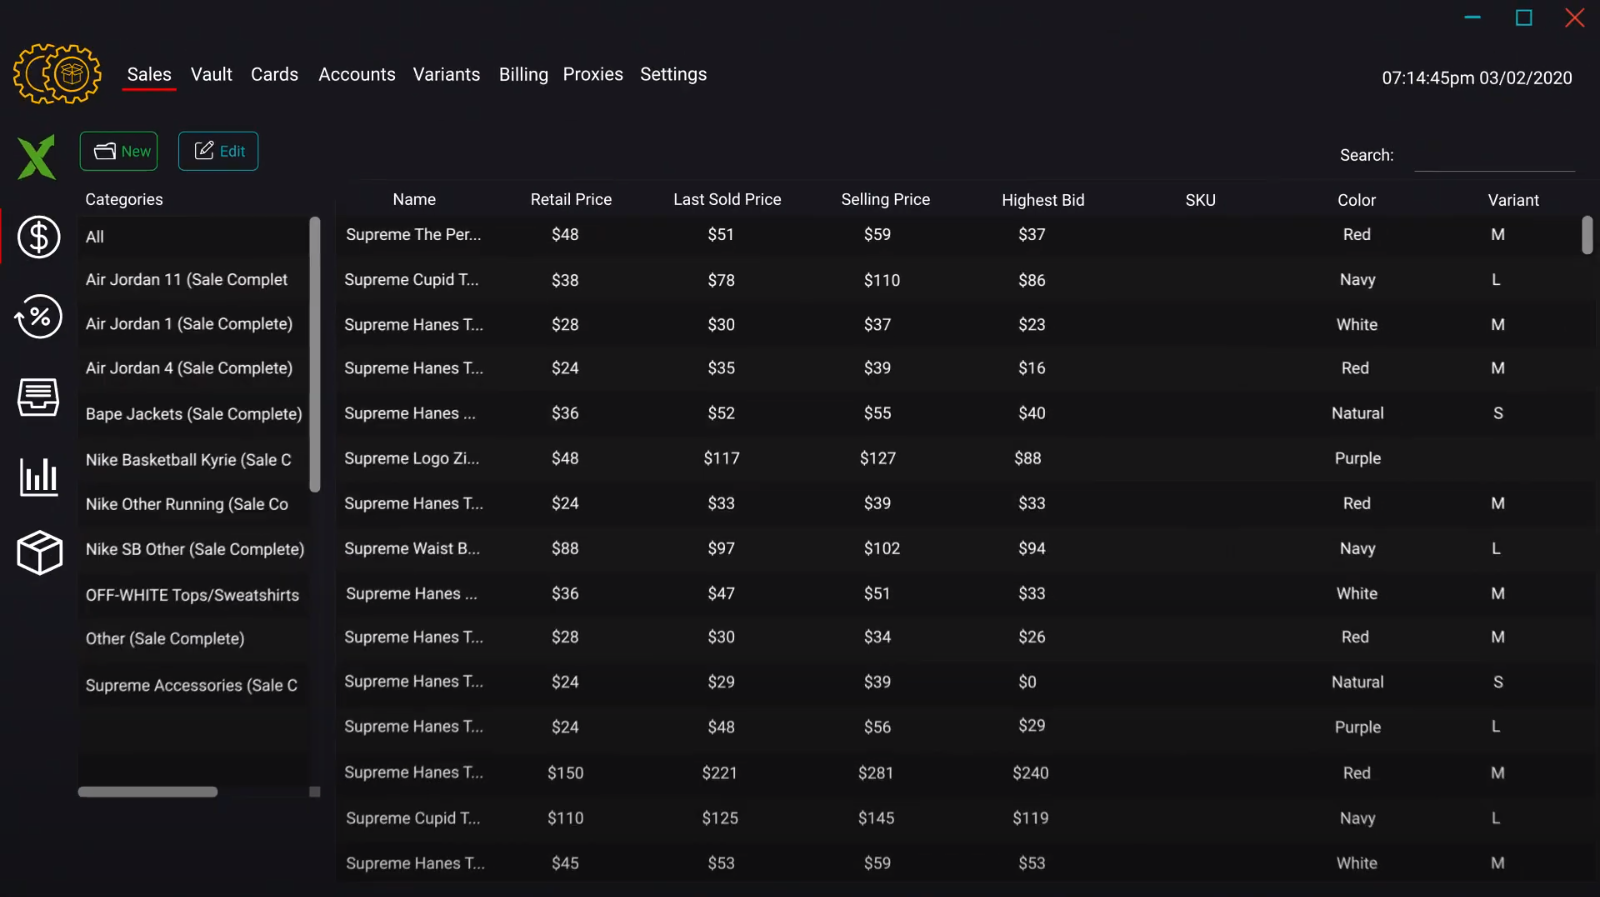 Sales Vault Cards Accounts Variants Billing Proxies Settings
07:14:45pm 03/02/2020
New Edit
Search:
Categories
All
Air Jordan 11 (Sale Complet
Air Jordan 1 (Sale Complete)
Air Jordan 4 (Sale Complete)
Bape Jackets (Sale Complete)
Nike Basketball Kyrie (Sale C
Nike Other Running (Sale Co
Nike SB Other (Sale Complete)
OFF-WHITE Tops/Sweatshirts
Other (Sale Complete)
Supreme Accessories (Sale C
Name Retail Price Last Sold Price Selling Price Highest Bid SKU Color Variant
Supreme The Per... $48 $51 $59 $37 Red M
Supreme Cupid T... $38 $78 $110 $86 Navy L
Supreme Hanes T... $28 $30 $37 $23 White M
Supreme Hanes T... $24 $35 $39 $16 Red M
Supreme Hanes ... $36 $52 $55 $40 Natural S
Supreme Logo Zi... $48 $117 $127 $88 Purple
Supreme Hanes T... $24 $33 $39 $33 Red M
Supreme Waist B... $88 $97 $102 $94 Navy L
Supreme Hanes ... $36 $47 $51 $33 White M
Supreme Hanes T... $28 $30 $34 $26 Red M
Supreme Hanes T... $24 $29 $39 $0 Natural S
Supreme Hanes T... $24 $48 $56 $29 Purple L
Supreme Hanes T... $150 $221 $281 $240 Red M
Supreme Cupid T... $110 $125 $145 $119 Navy L
Supreme Hanes T... $45 $53 $59 $53 White M